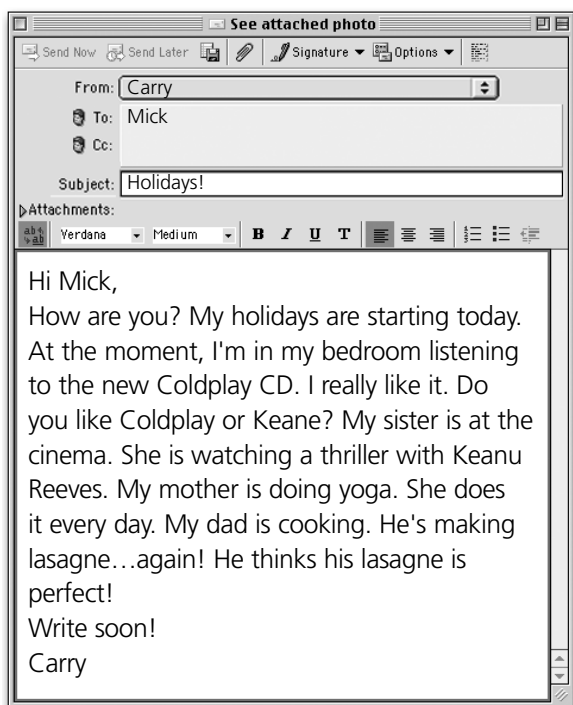 See attached photo
Send Now Send Later Signature Options
From: Carry
To: Mick
Cc:
Subject: Holidays!
Attachments:
Verdana Medium B I U T
Hi Mick,
How are you? My holidays are starting today.
At the moment, I'm in my bedroom listening
to the new Coldplay CD. I really like it. Do
you like Coldplay or Keane? My sister is at the
cinema. She is watching a thriller with Keanu
Reeves. My mother is doing yoga. She does
it every day. My dad is cooking. He's making
lasagne...again! He thinks his lasagne is
perfect!
Write soon!
Carry